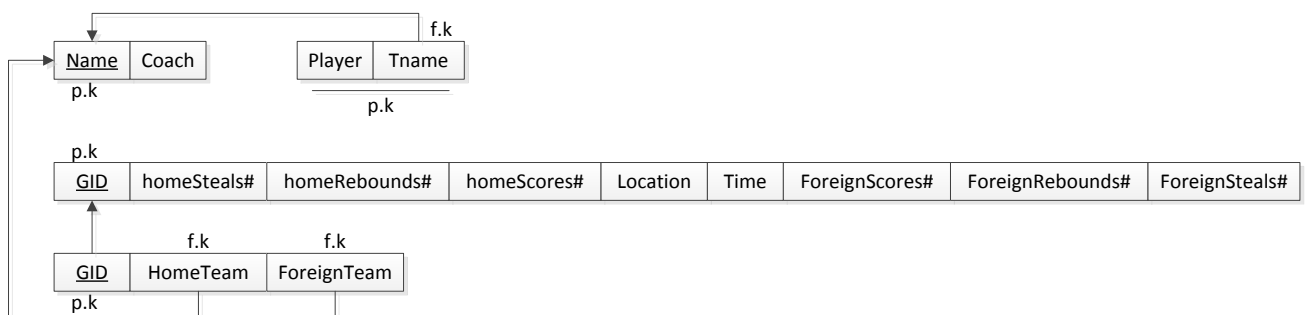 f.k
Name Coach Player Tname
p.k
p.k
p.k
GID homeSteals# homeRebounds# homeScores# Location Time ForeignScores# ForeignRebounds# ForeignSteals#
f.k f.k
GID HomeTeam ForeignTeam
p.k